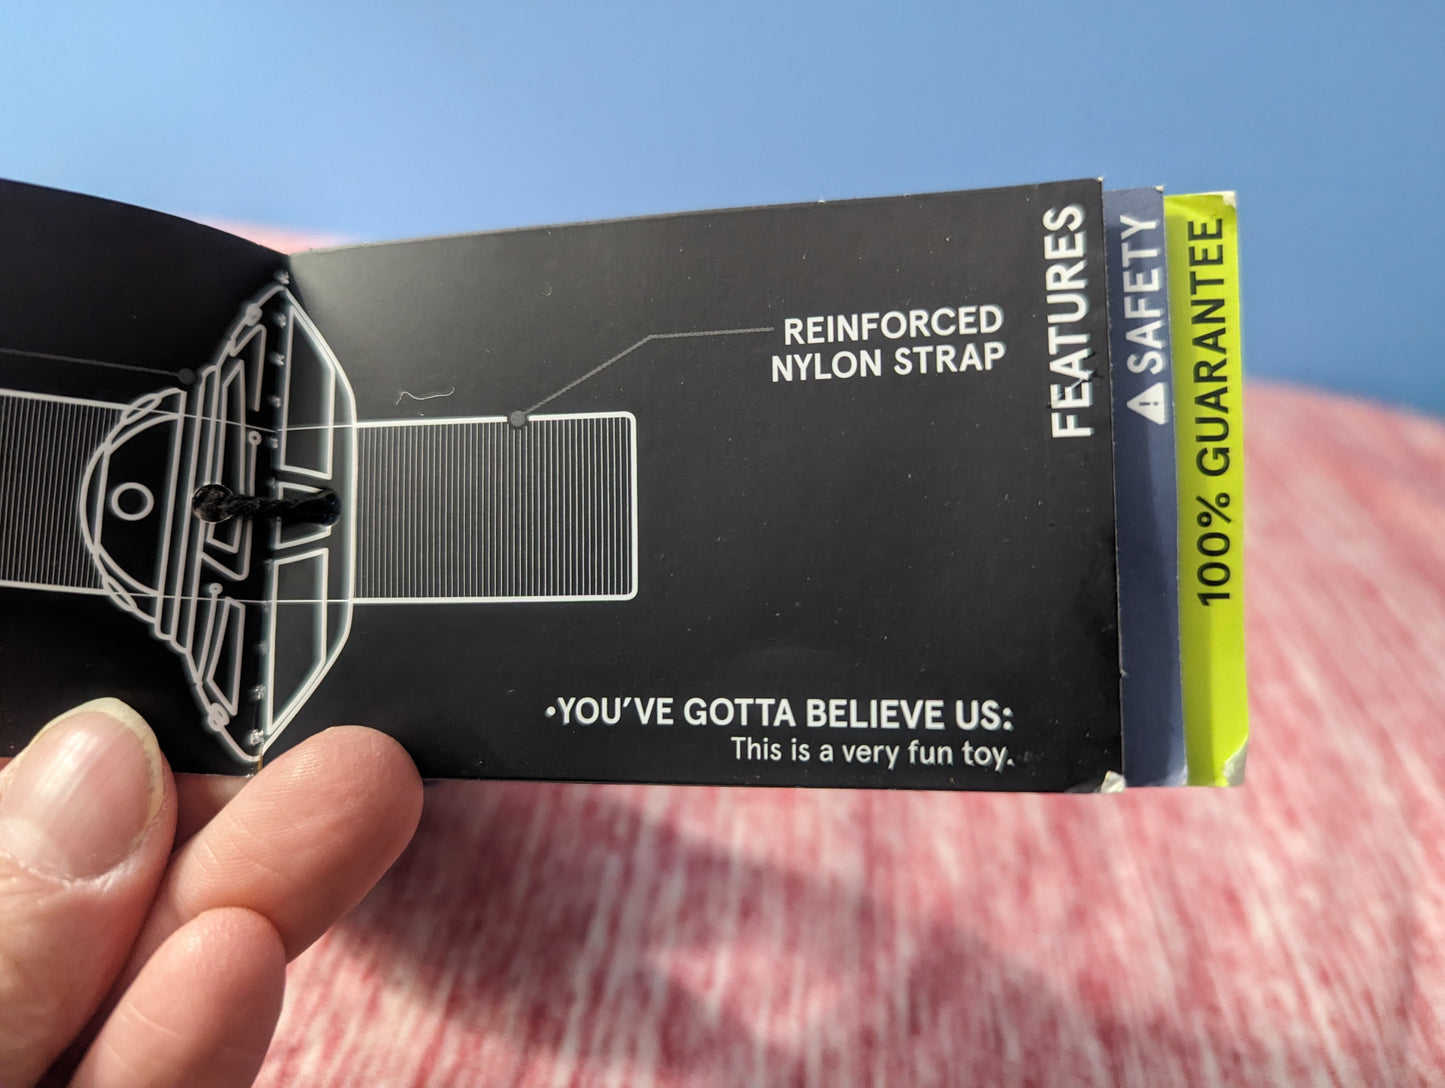 REINFORCED
NYLON STRAP
•YOU’VE GOTTA BELIEVE US:
This is a very fun toy.
FEATURES
SAFETY
100% GUARANTEE